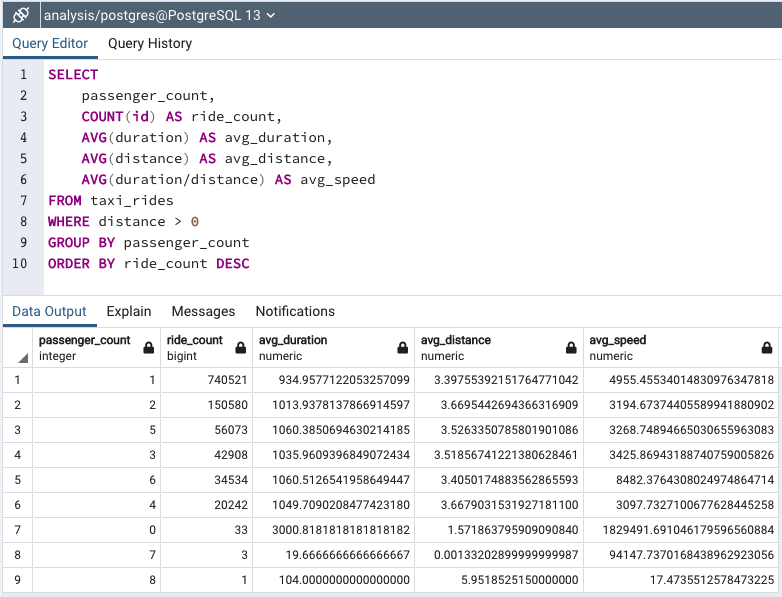 analysis/postgres@PostgreSQL 13
Query Editor Query History
1 SELECT
2 passenger_count,
3 COUNT(id) AS ride_count,
4 AVG(duration) AS avg_duration,
5 AVG(distance) AS avg_distance,
6 AVG(duration/distance) AS avg_speed
7 FROM taxi_rides
8 WHERE distance > 0
9 GROUP BY passenger_count
10 ORDER BY ride_count DESC
Data Output Explain Messages Notifications
passenger_count ride_count avg_duration avg_distance avg_speed
integer bigint numeric numeric numeric
1 1 740521 934.9577122053257099 3.39755392151764771042 4955.45534014830976347818
2 2 150580 1013.9378137866914597 3.6695442694366316909 3194.67374405589941880902
3 5 56073 1060.3850694630214185 3.5263350785801901086 3268.74894665030655963083
4 3 42908 1035.9609396849072434 3.51856741221380628461 3425.86943188740759005826
5 6 34534 1060.5126541958649447 3.4050174883562865593 8482.3764308024974864714
6 4 20242 1049.7090208477423180 3.6679031531927181100 3097.7327100677628445258
7 0 33 3000.8181818181818182 1.571863795909090840 1829491.691046179596560884
8 7 3 19.6666666666666667 0.00133202899999999987 94147.7370168438962923056
9 8 1 104.0000000000000000 5.9518525150000000 17.4735512578473225